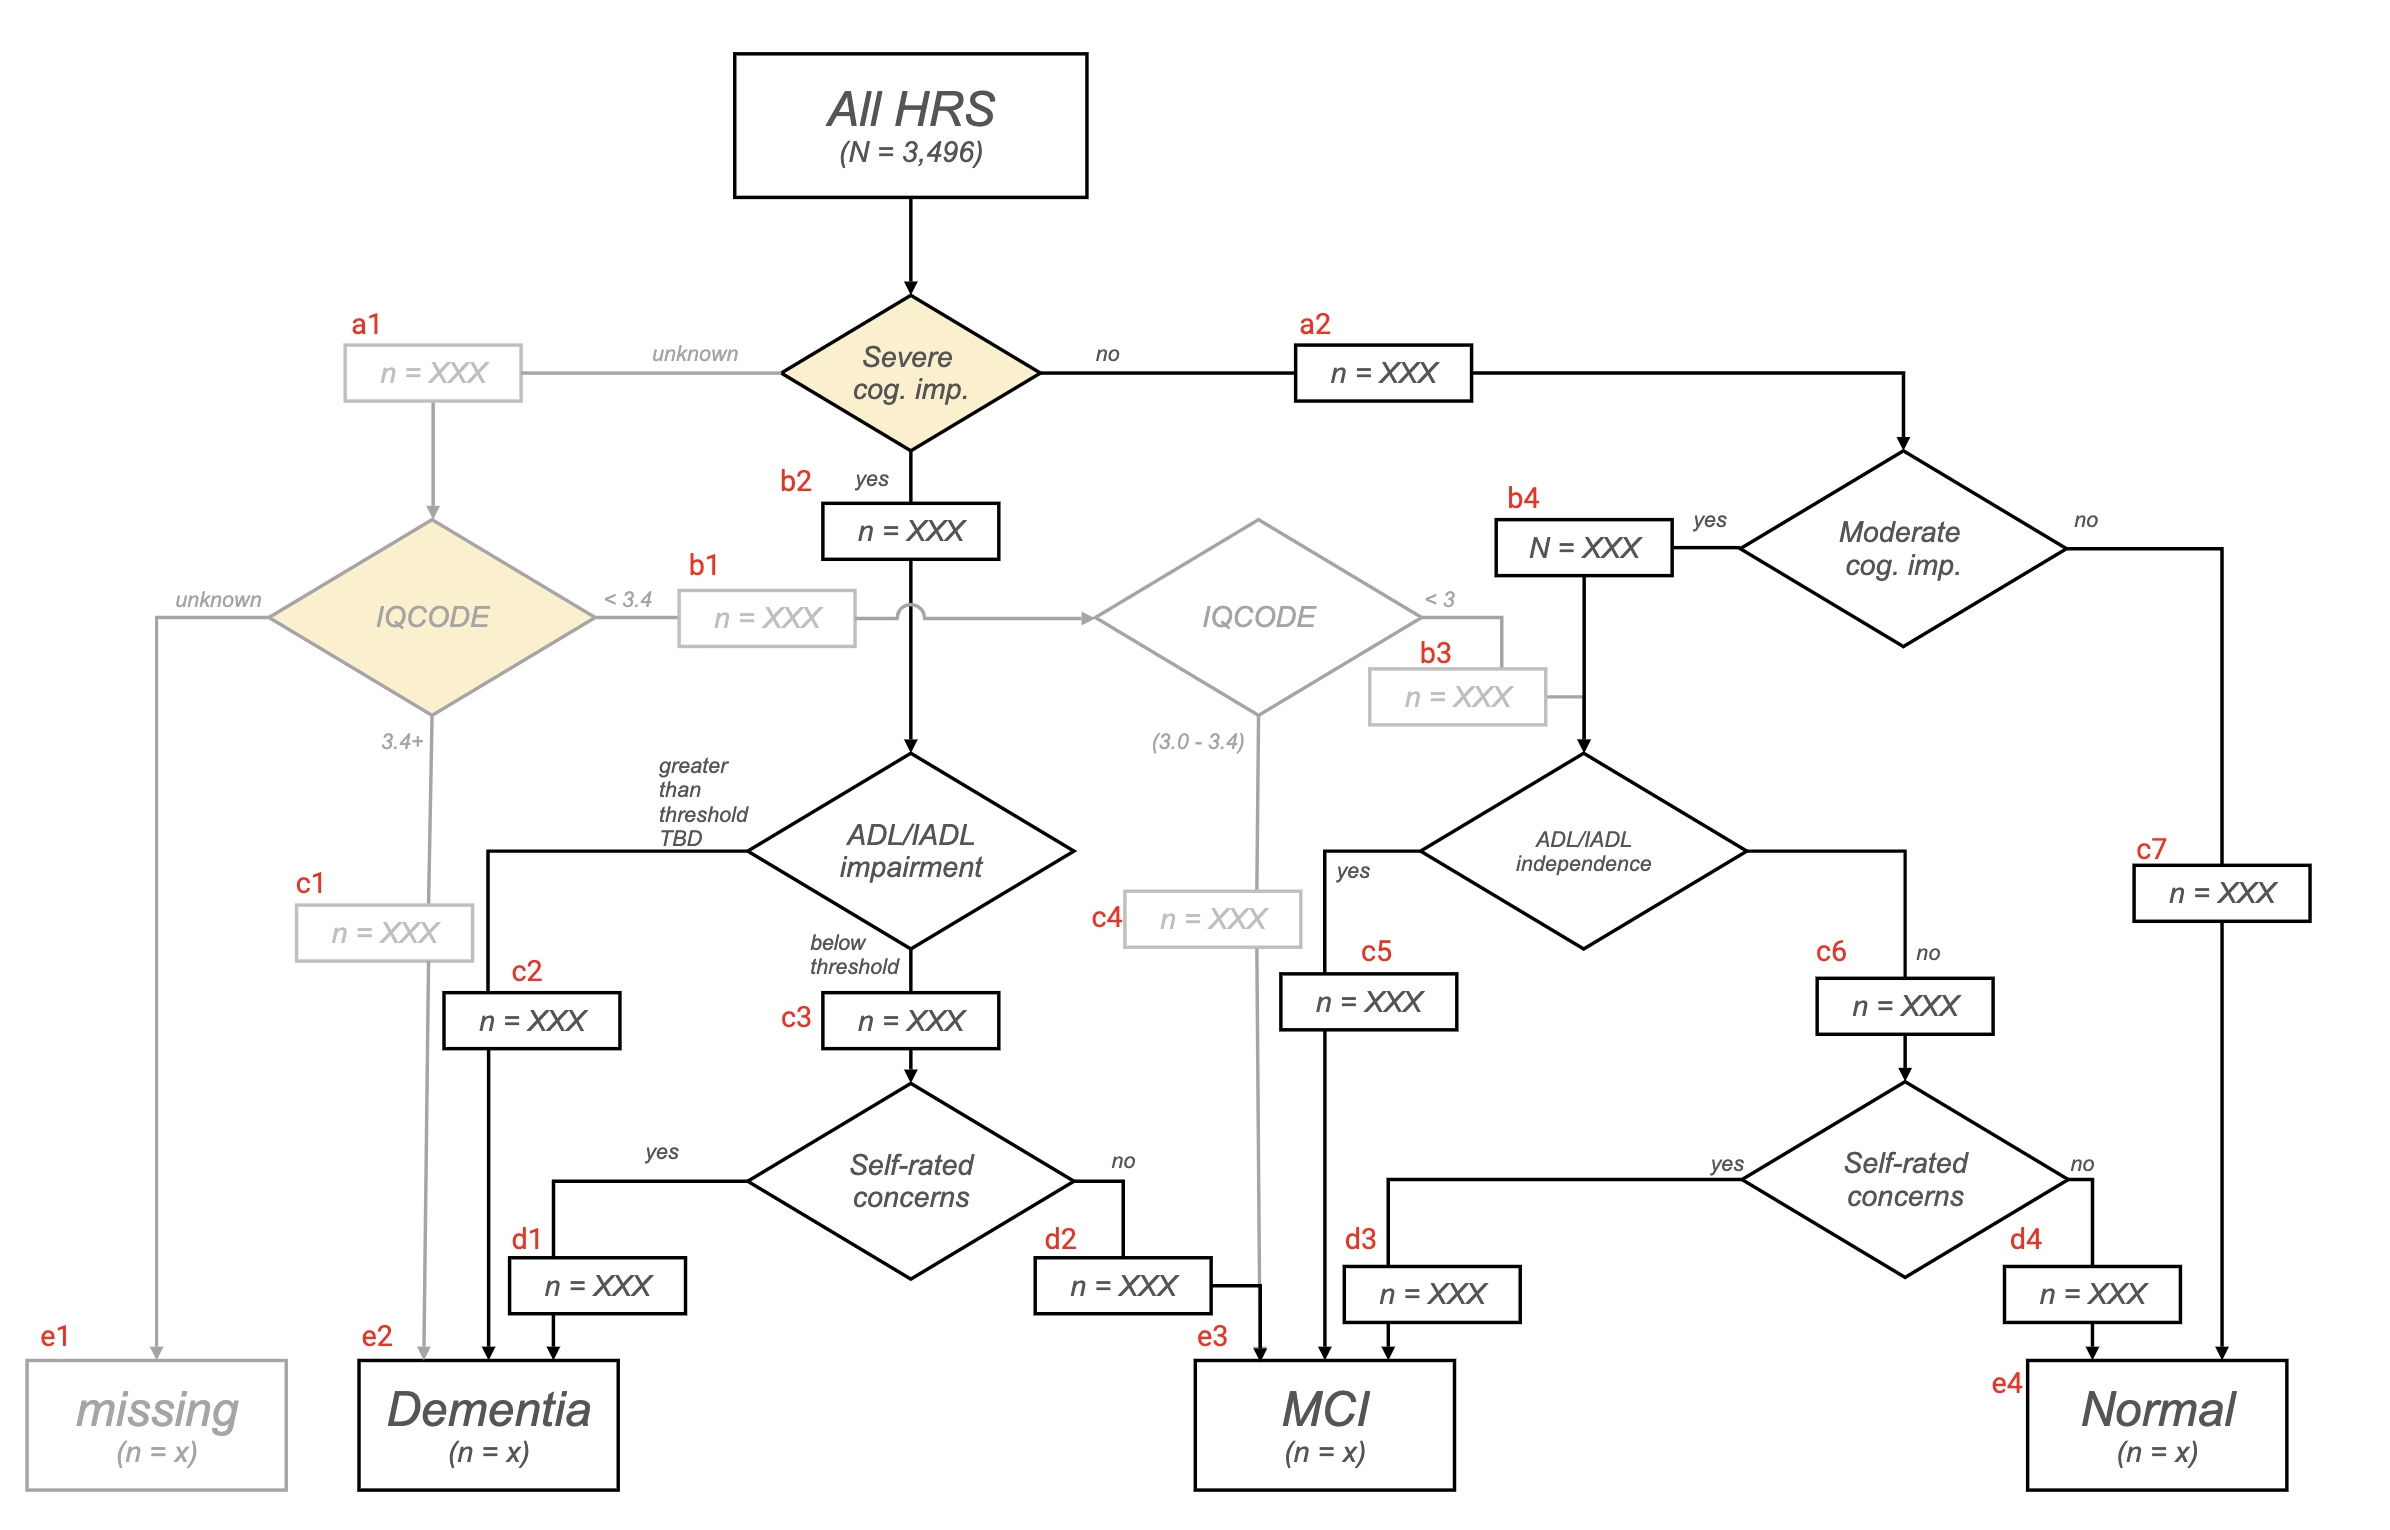 All HRS
(N = 3,496)
a1
n = XXX
unknown
Severe
cog. imp.
no
a2
n = XXX
yes
b2
n = XXX
b4
N = XXX
yes
Moderate
cog. imp.
no
unknown
IQCODE
< 3.4
b1
n = XXX
IQCODE
< 3
b3
n = XXX
3.4+
(3.0 - 3.4)
greater
than
threshold
TBD
ADL/IADL
impairment
ADL/IADL
independence
yes
no
c7
n = XXX
c1
n = XXX
c4
n = XXX
below
threshold
c2
n = XXX
c3
n = XXX
c5
n = XXX
c6
n = XXX
yes
Self-rated
concerns
no
yes
Self-rated
concerns
no
d1
n = XXX
d2
n = XXX
d3
n = XXX
d4
n = XXX
e1
missing
(n = x)
e2
Dementia
(n = x)
e3
MCI
(n = x)
e4
Normal
(n = x)